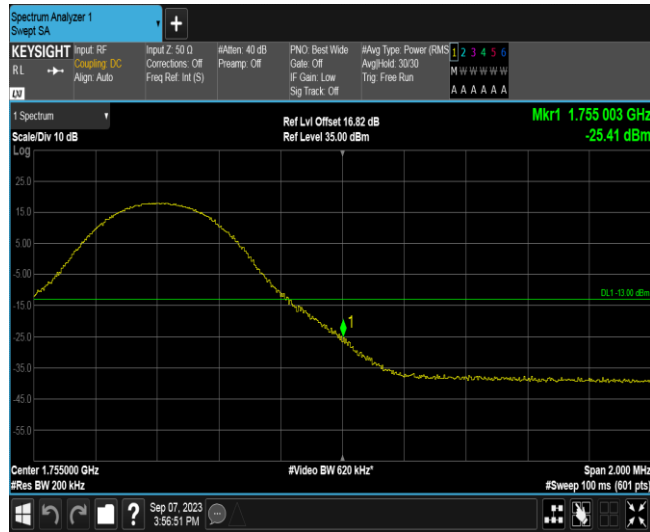 Spectrum Analyzer 1
Swept SA
KEYSIGHT
RL
LXI
Input: RF
Coupling: DC
Align: Auto
Input Z: 50 Ω
Corrections: Off
Freq Ref: Int (S)
#Atten: 40 dB
Preamp: Off
PNO: Best Wide
Gate: Off
IF Gain: Low
Sig Track: Off
#Avg Type: Power (RMS
Avg|Hold: 30/30
Trig: Free Run
1 2 3 4 5 6
M W W W W W
A A A A A A
1 Spectrum
Scale/Div 10 dB
Log
Ref Lvl Offset 16.82 dB
Ref Level 35.00 dBm
Mkr1 1.755 003 GHz
-25.41 dBm
25.0
15.0
5.00
-5.00
-15.0
-25.0
-35.0
-45.0
-55.0
DL1 -13.00 dBm
1
Center 1.755000 GHz
#Res BW 200 kHz
#Video BW 620 kHz*
Span 2.000 MHz
#Sweep 100 ms (601 pts)
?
Sep 07, 2023
3:56:51 PM